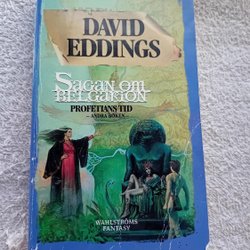 DAVID
EDDINGS
SAGAN OM
BELGARION
PROFETIANS TID
– ANDRA BOKEN –
WAHLSTRÖMS
FANTASY